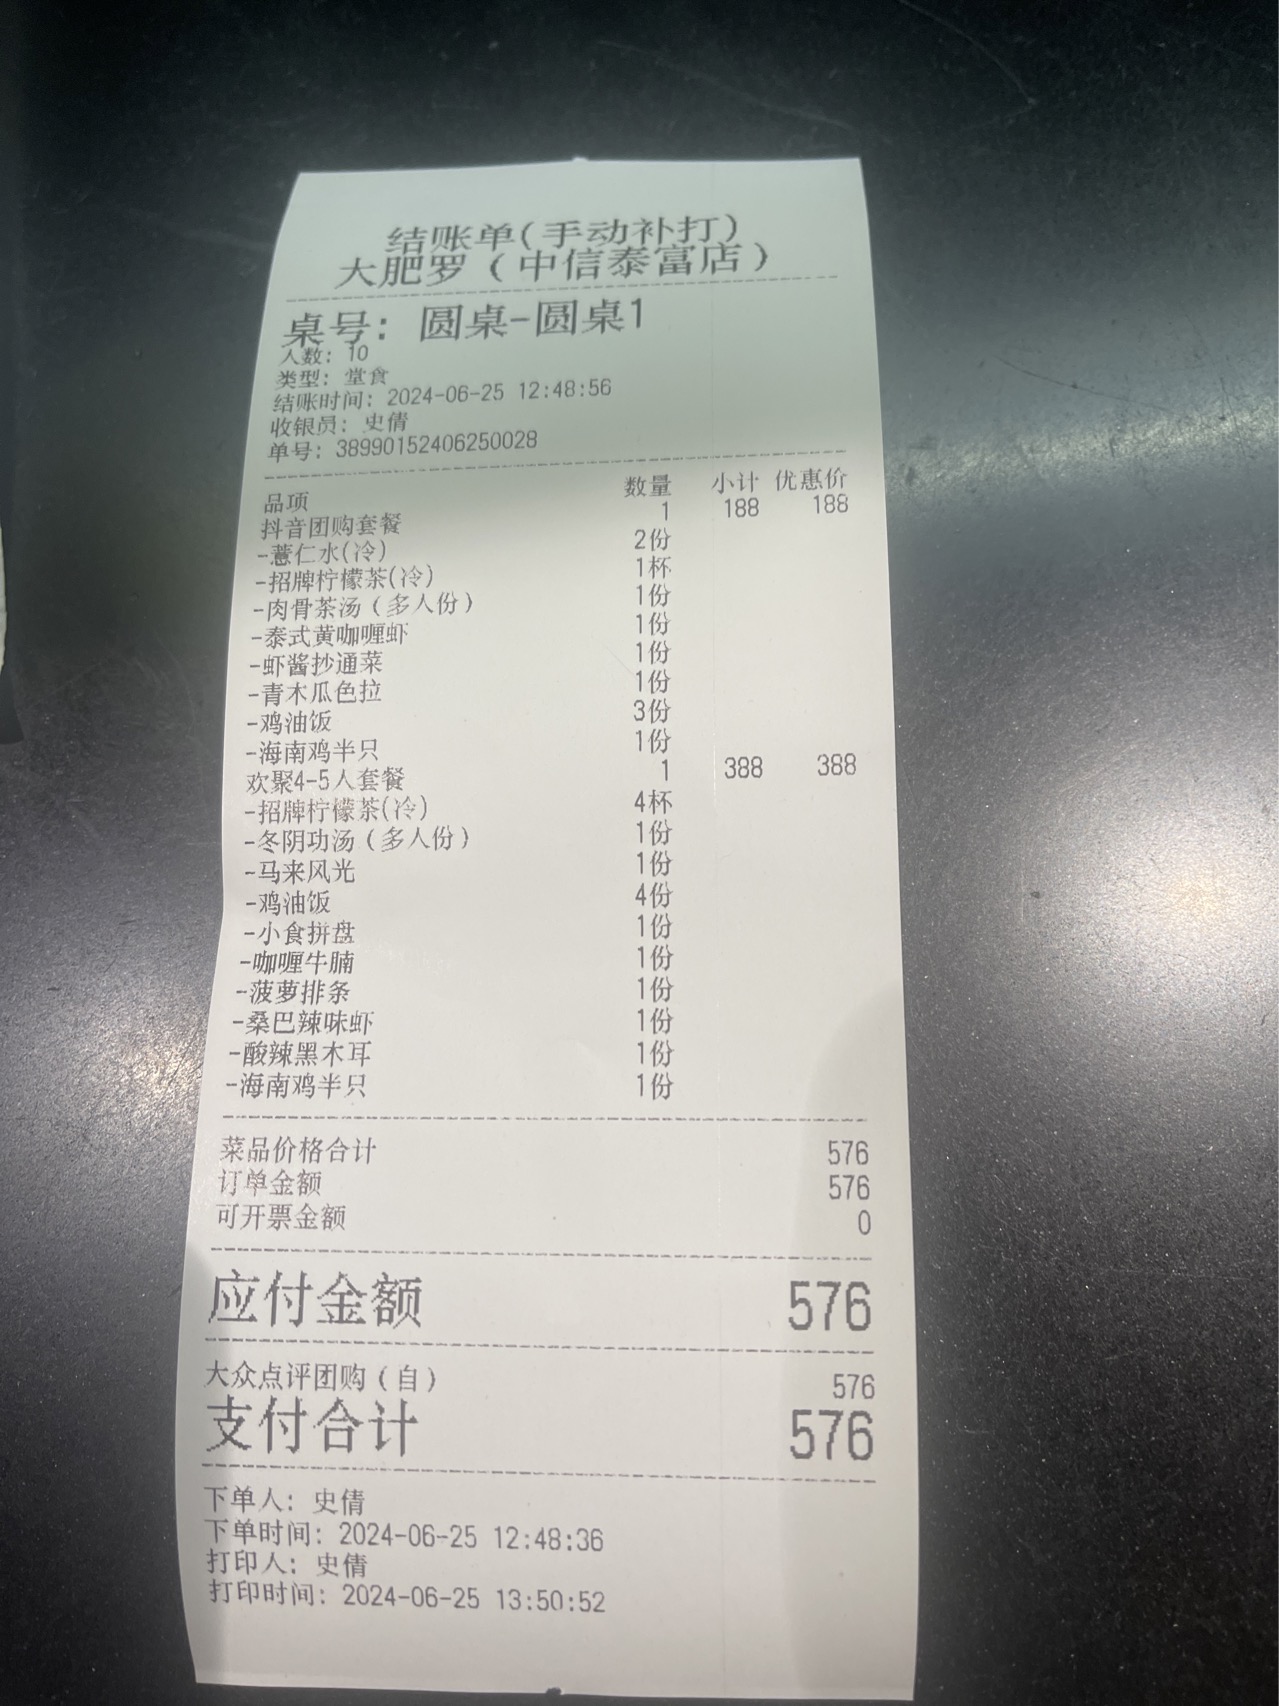 结账单(手动补打)
大肥罗（中信泰富店）
桌号: 圆桌-圆桌1
人数: 10
类型: 堂食
结账时间: 2024-06-25 12:48:56
收银员: 史倩
单号: 38990152406250028
品项 数量 小计 优惠价
抖音团购套餐 1 188 188
-薏仁水(冷) 2份
-招牌柠檬茶(冷) 1杯
-肉骨茶汤（多人份） 1份
-泰式黄咖喱虾 1份
-虾酱抄通菜 1份
-青木瓜色拉 1份
-鸡油饭 3份
-海南鸡半只 1份
欢聚4-5人套餐 1 388 388
-招牌柠檬茶(冷) 4杯
-冬阴功汤（多人份） 1份
-马来风光 1份
-鸡油饭 4份
-小食拼盘 1份
-咖喱牛腩 1份
-菠萝排条 1份
-桑巴辣味虾 1份
-酸辣黑木耳 1份
-海南鸡半只 1份
菜品价格合计 576
订单金额 576
可开票金额 0
应付金额 576
大众点评团购（自） 576
支付合计 576
下单人: 史倩
下单时间: 2024-06-25 12:48:36
打印人: 史倩
打印时间: 2024-06-25 13:50:52